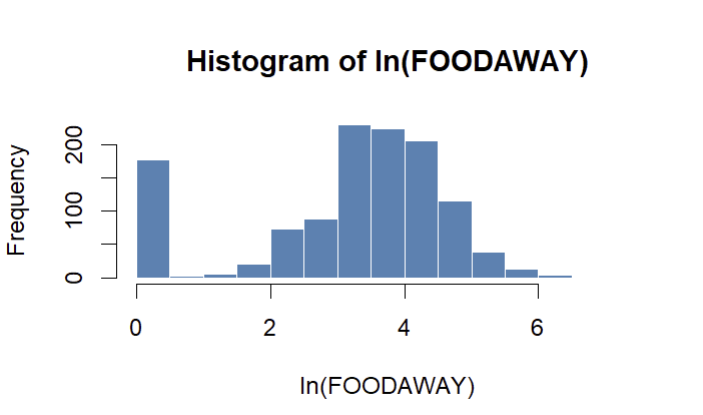 Histogram of ln(FOODAWAY)
Frequency
200
100
0
0 2 4 6
ln(FOODAWAY)